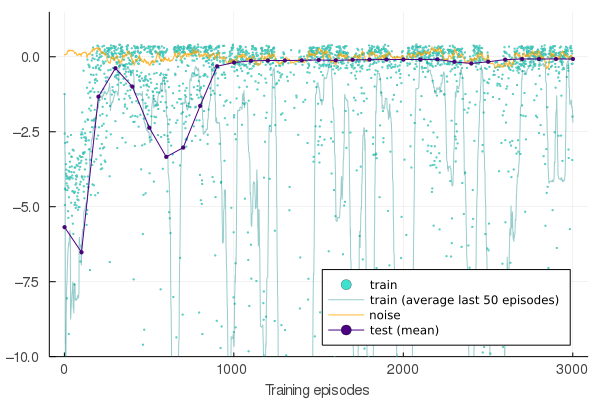 0.0
−2.5
−5.0
−7.5
−10.0
0
1000
2000
3000
Training episodes
train
train (average last 50 episodes)
noise
test (mean)